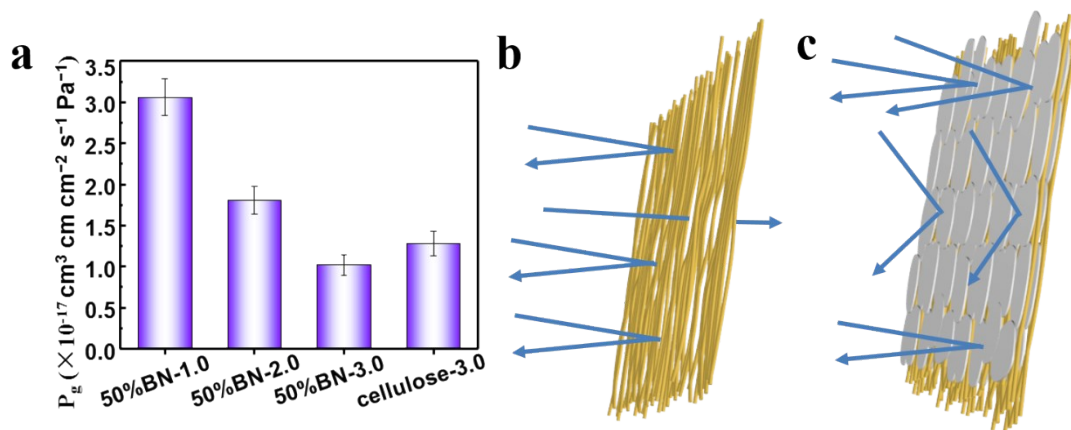 a
b
c
P_g (×10⁻¹⁷ cm³ cm cm⁻² s⁻¹ Pa⁻¹)
3.5
3.0
2.5
2.0
1.5
1.0
0.5
0.0
50%BN-1.0
50%BN-2.0
50%BN-3.0
cellulose-3.0